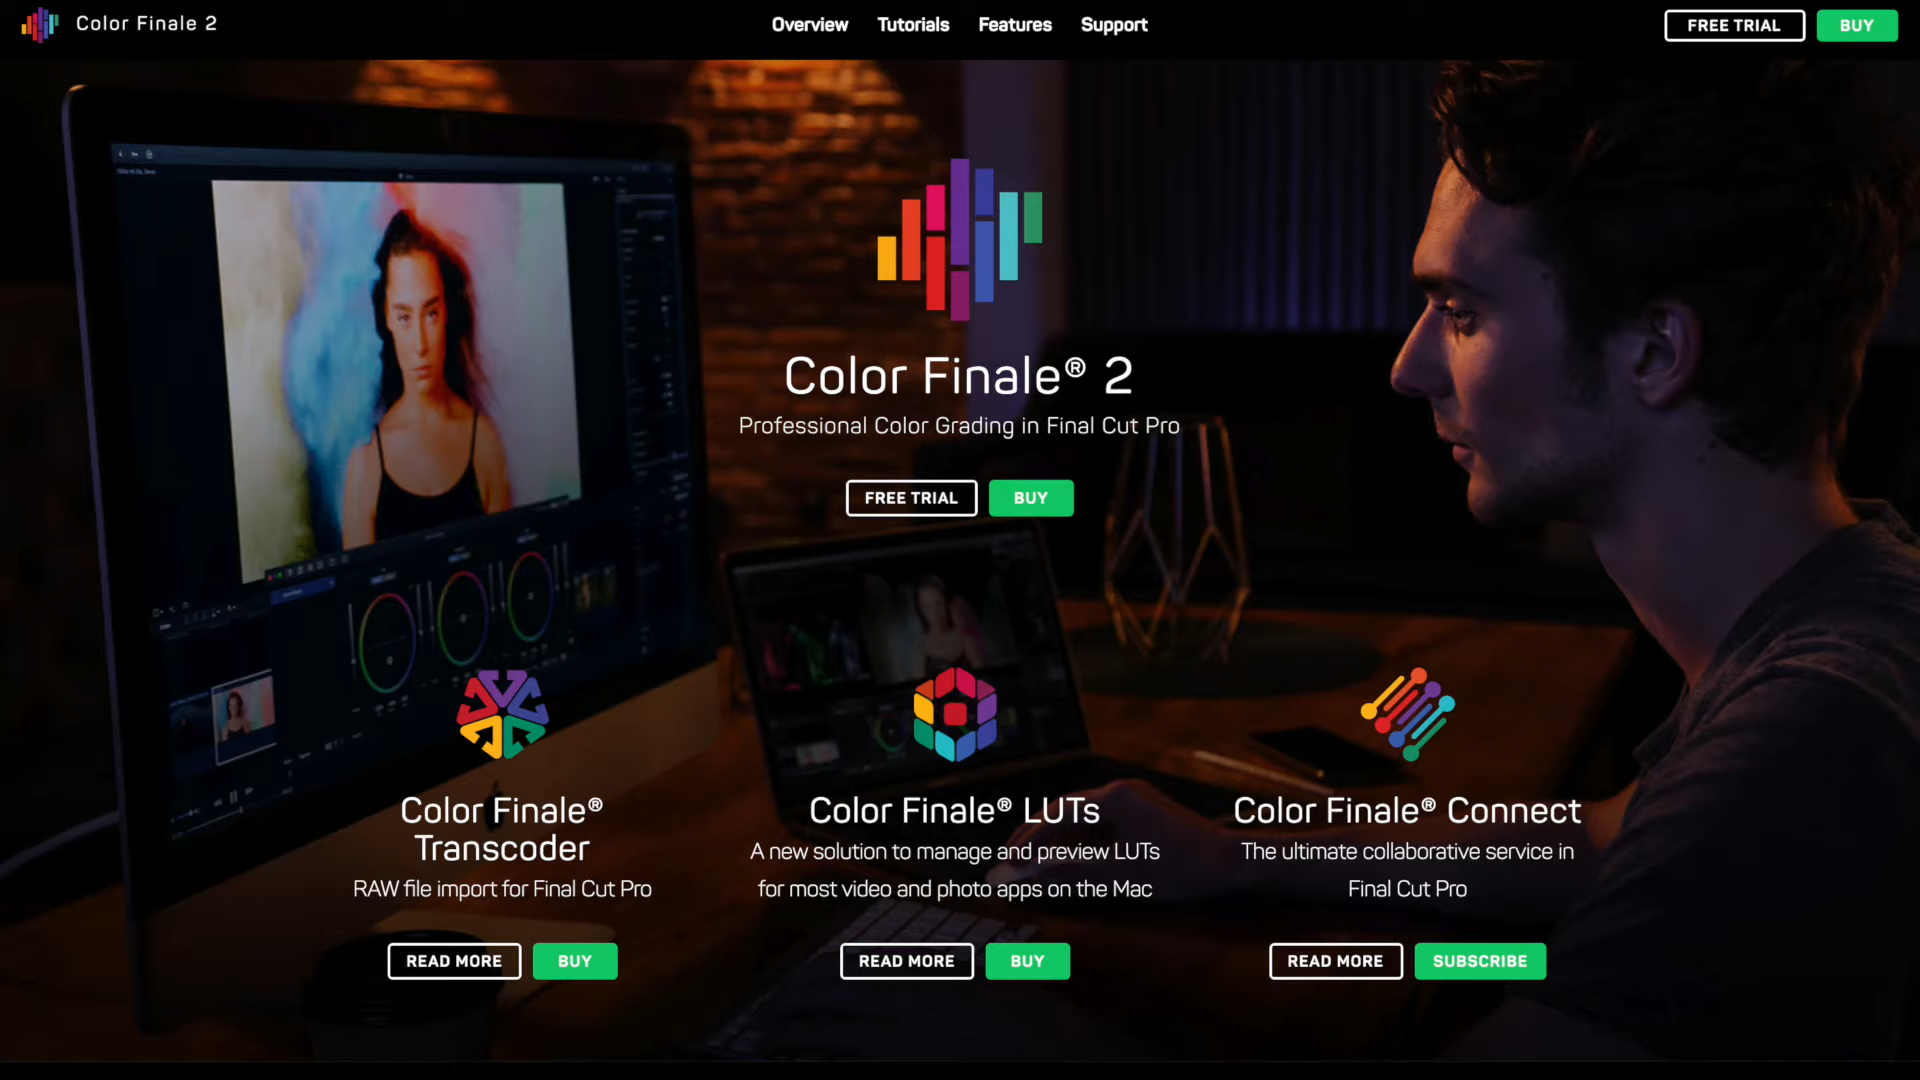 Color Finale 2
Overview
Tutorials
Features
Support
FREE TRIAL
BUY
Color Finale® 2
Professional Color Grading in Final Cut Pro
FREE TRIAL
BUY
Color Finale®
Transcoder
RAW file import for Final Cut Pro
READ MORE
BUY
Color Finale® LUTs
A new solution to manage and preview LUTs
for most video and photo apps on the Mac
READ MORE
BUY
Color Finale® Connect
The ultimate collaborative service in
Final Cut Pro
READ MORE
SUBSCRIBE